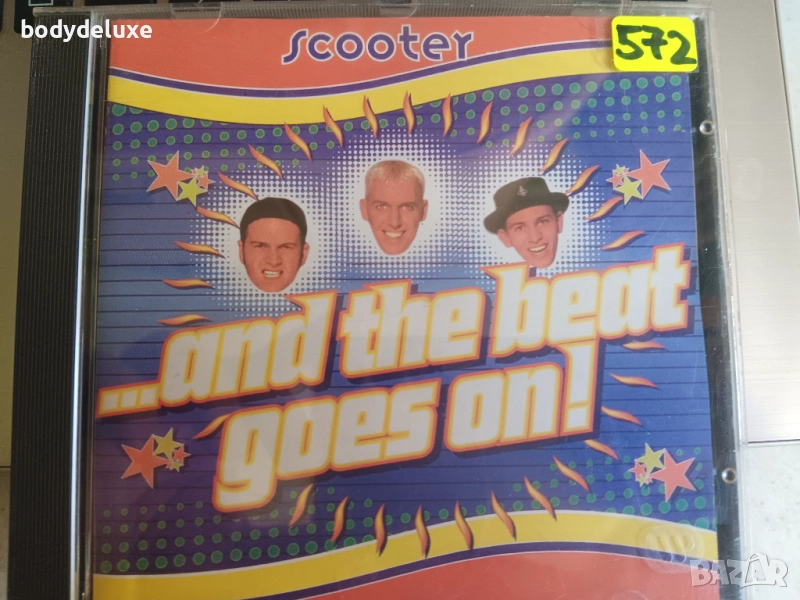 bodydeluxe
scooter
572
...and the beat
goes on!
BAZAR